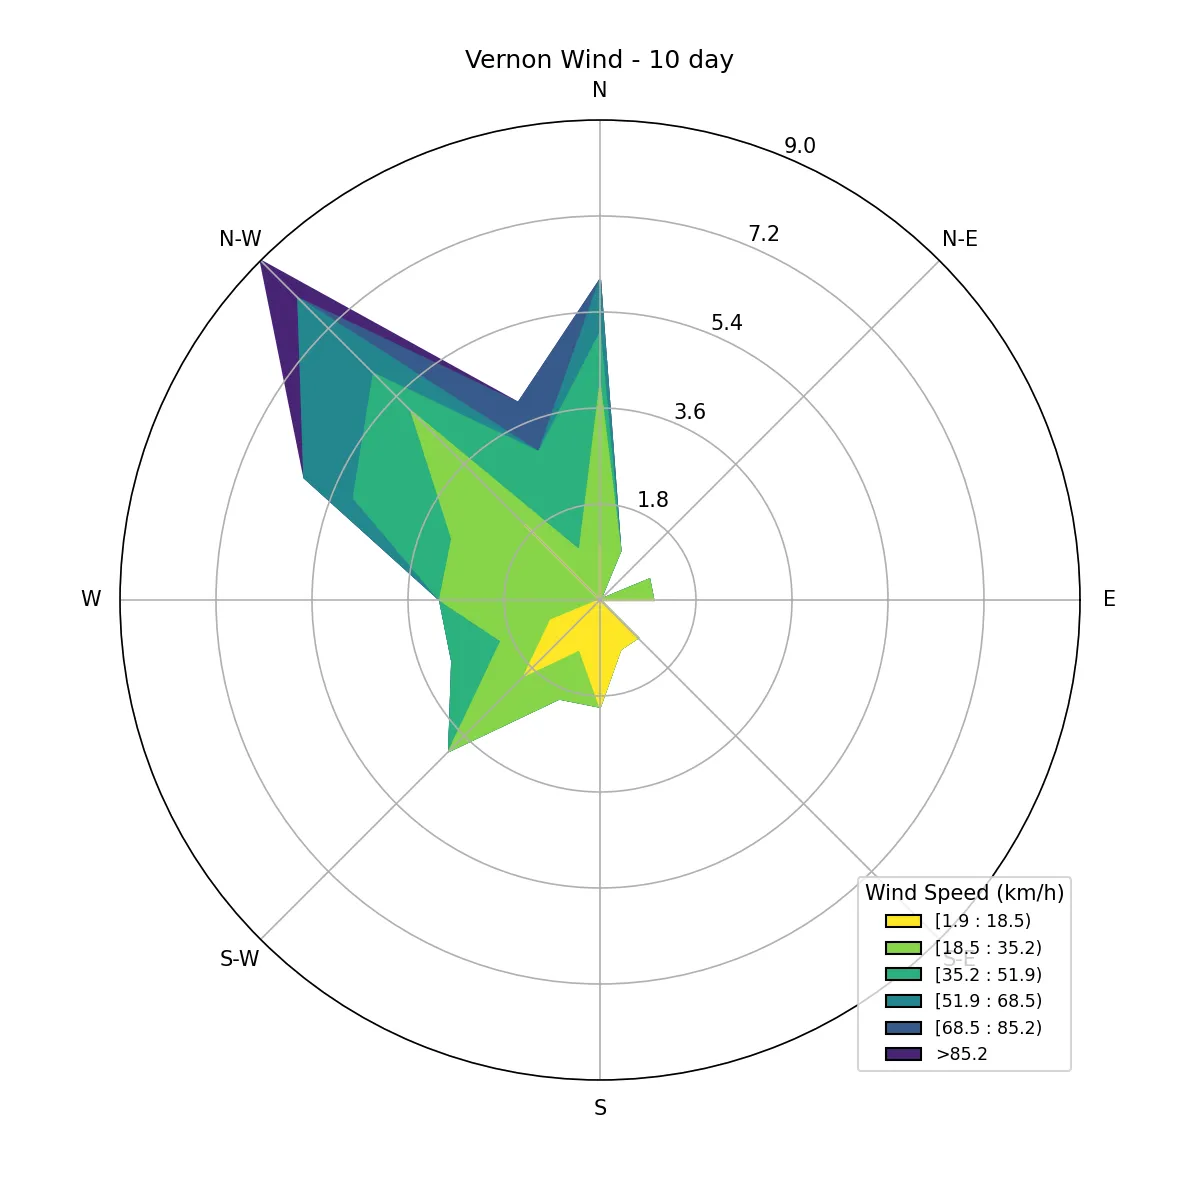 Vernon Wind - 10 day
N
9.0
N-W
7.2
N-E
5.4
3.6
1.8
W
E
S-W
S-E
S
Wind Speed (km/h)
[1.9 : 18.5)
[18.5 : 35.2)
[35.2 : 51.9)
[51.9 : 68.5)
[68.5 : 85.2)
>85.2